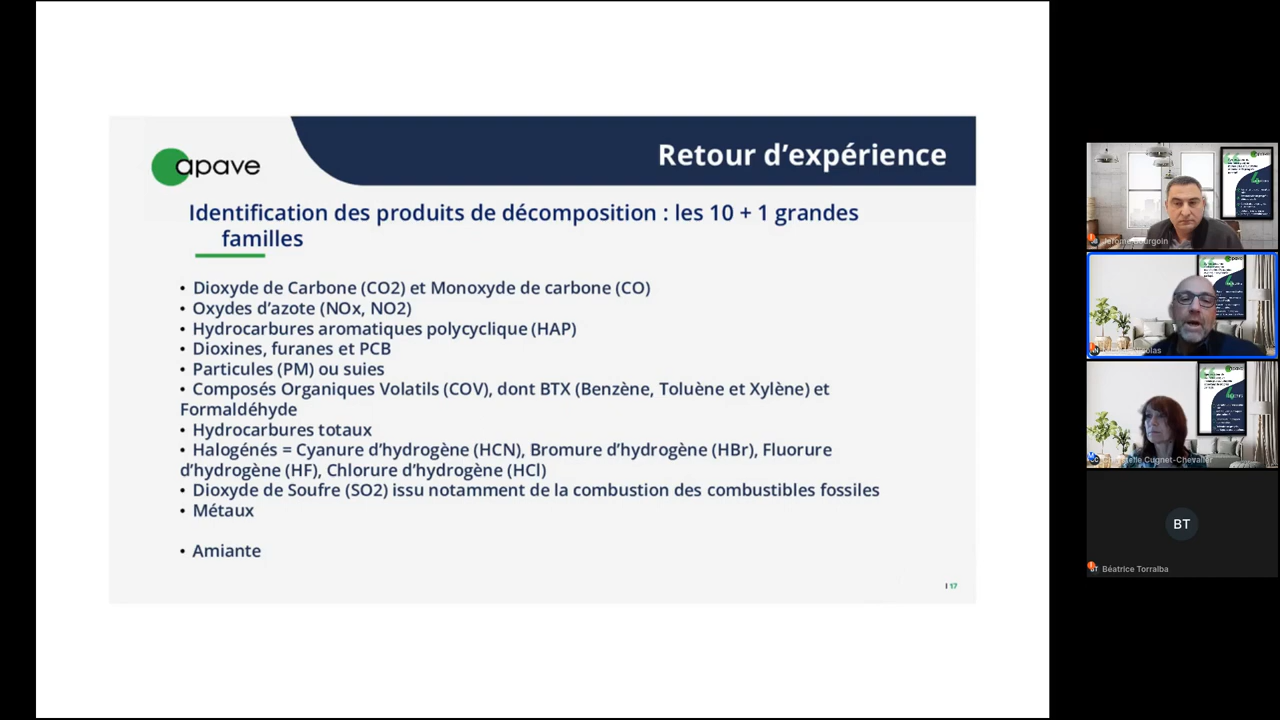 apave
Retour d’expérience
Identification des produits de décomposition : les 10 + 1 grandes
familles
• Dioxyde de Carbone (CO2) et Monoxyde de carbone (CO)
• Oxydes d’azote (NOx, NO2)
• Hydrocarbures aromatiques polycyclique (HAP)
• Dioxines, furanes et PCB
• Particules (PM) ou suies
• Composés Organiques Volatils (COV), dont BTX (Benzène, Toluène et Xylène) et
Formaldéhyde
• Hydrocarbures totaux
• Halogénés = Cyanure d’hydrogène (HCN), Bromure d’hydrogène (HBr), Fluorure
d’hydrogène (HF), Chlorure d’hydrogène (HCl)
• Dioxyde de Soufre (SO2) issu notamment de la combustion des combustibles fossiles
• Métaux
• Amiante
I 17
BT
Béatrice Torralba